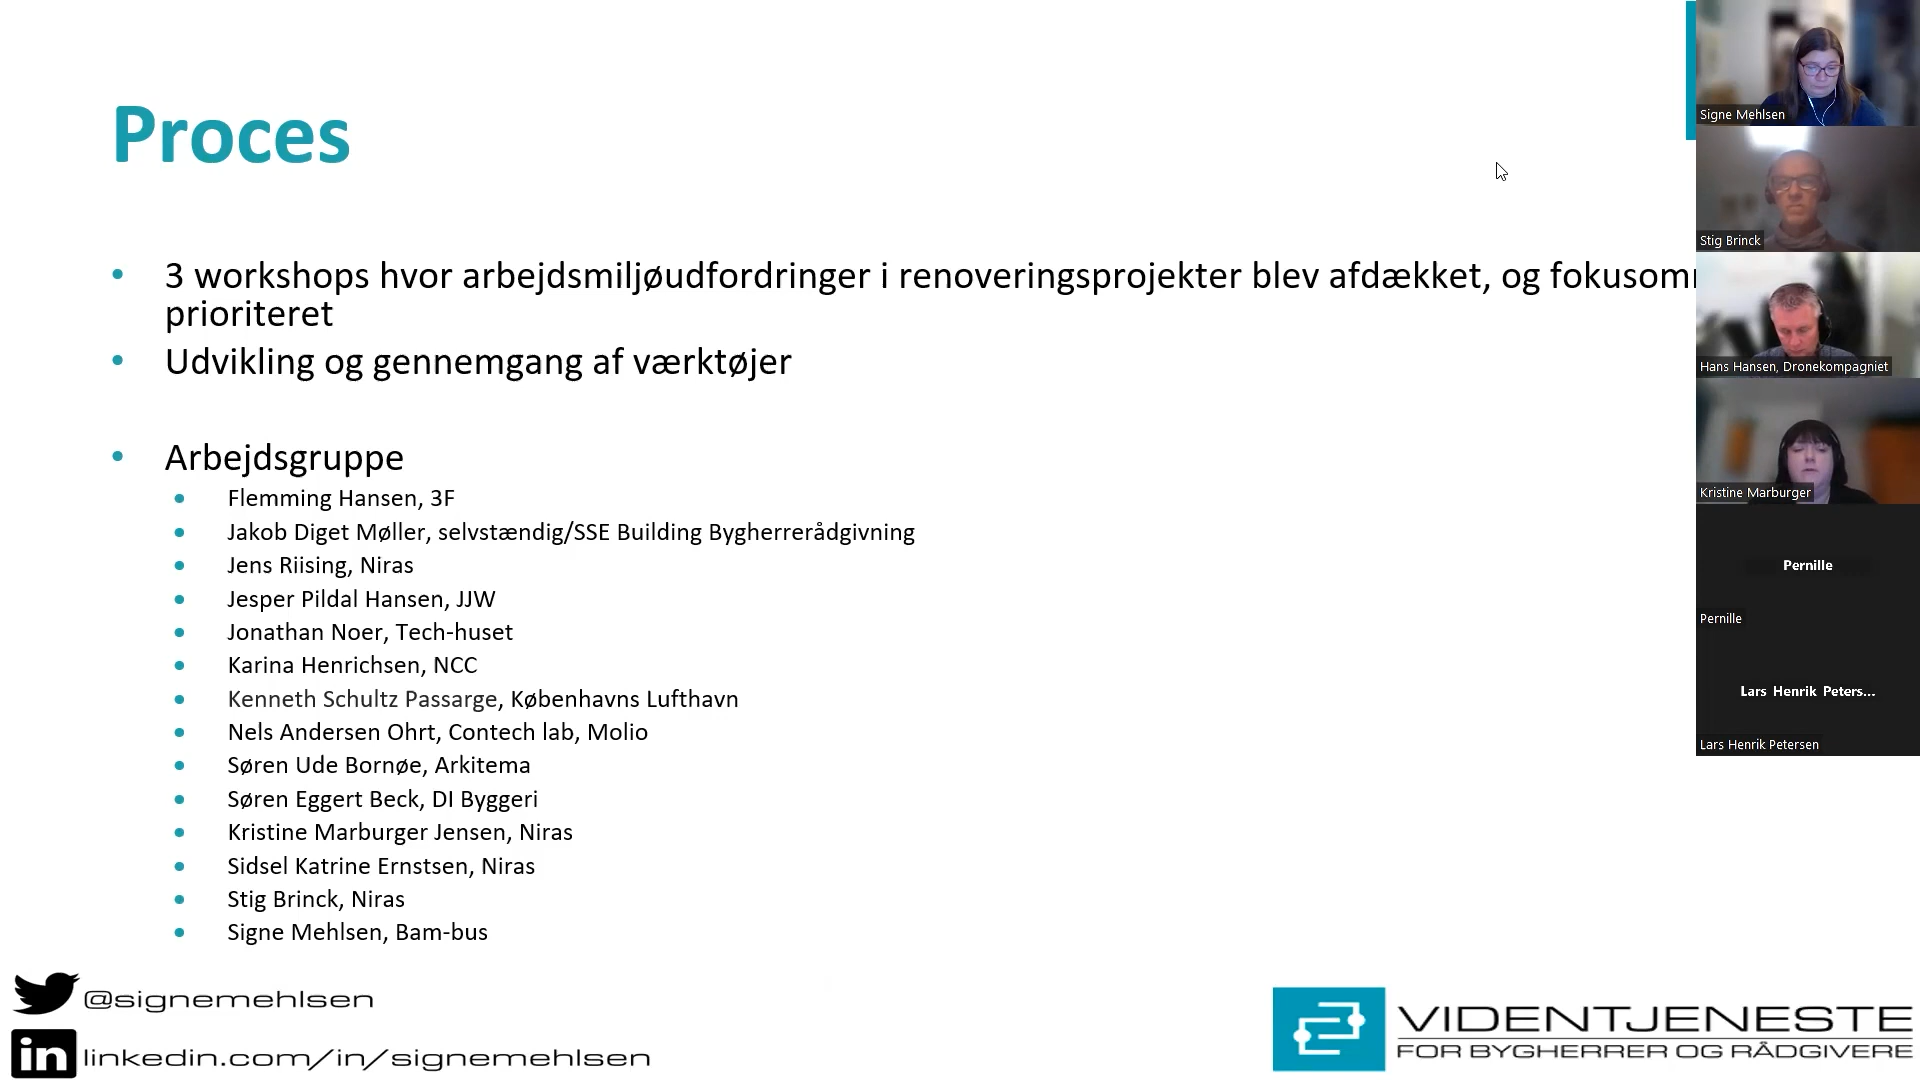 Proces
3 workshops hvor arbejdsmiljøudfordringer i renoveringsprojekter blev afdækket, og
prioriteret
Udvikling og gennemgang af værktøjer
Arbejdsgruppe
Flemming Hansen, 3F
Jakob Diget Møller, selvstændig/SSE Building Bygherrerådgivning
Jens Riising, Niras
Jesper Pildal Hansen, JJW
Jonathan Noer, Tech-huset
Karina Henrichsen, NCC
Kenneth Schultz Passarge, Københavns Lufthavn
Nels Andersen Ohrt, Contech lab, Molio
Søren Ude Bornøe, Arkitema
Søren Eggert Beck, DI Byggeri
Kristine Marburger Jensen, Niras
Sidsel Katrine Ernstsen, Niras
Stig Brinck, Niras
Signe Mehlsen, Bam-bus
@signemehlsen
in linkedin.com/in/signemehlsen
VIDENTJENESTE
FOR BYGHERRER OG RÅDGIVERE
Signe Mehlsen
Stig Brinck
Hans Hansen, Dronekompagniet
Kristine Marburger
Pernille
Pernille
Lars Henrik Peters...
Lars Henrik Petersen